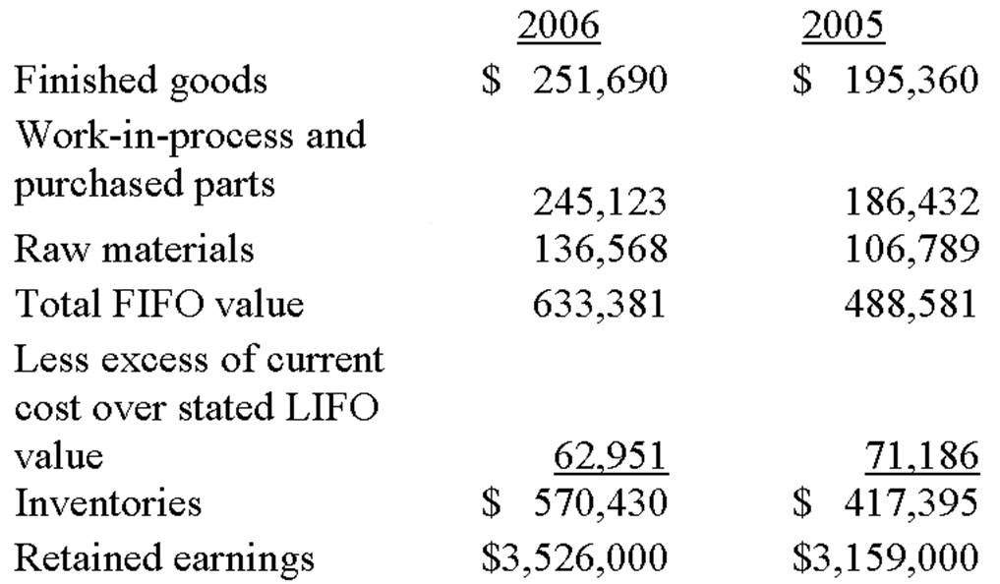 2006 2005
Finished goods $ 251,690 $ 195,360
Work-in-process and
purchased parts 245,123 186,432
Raw materials 136,568 106,789
Total FIFO value 633,381 488,581
Less excess of current
cost over stated LIFO
value 62,951 71,186
Inventories $ 570,430 $ 417,395
Retained earnings $3,526,000 $3,159,000